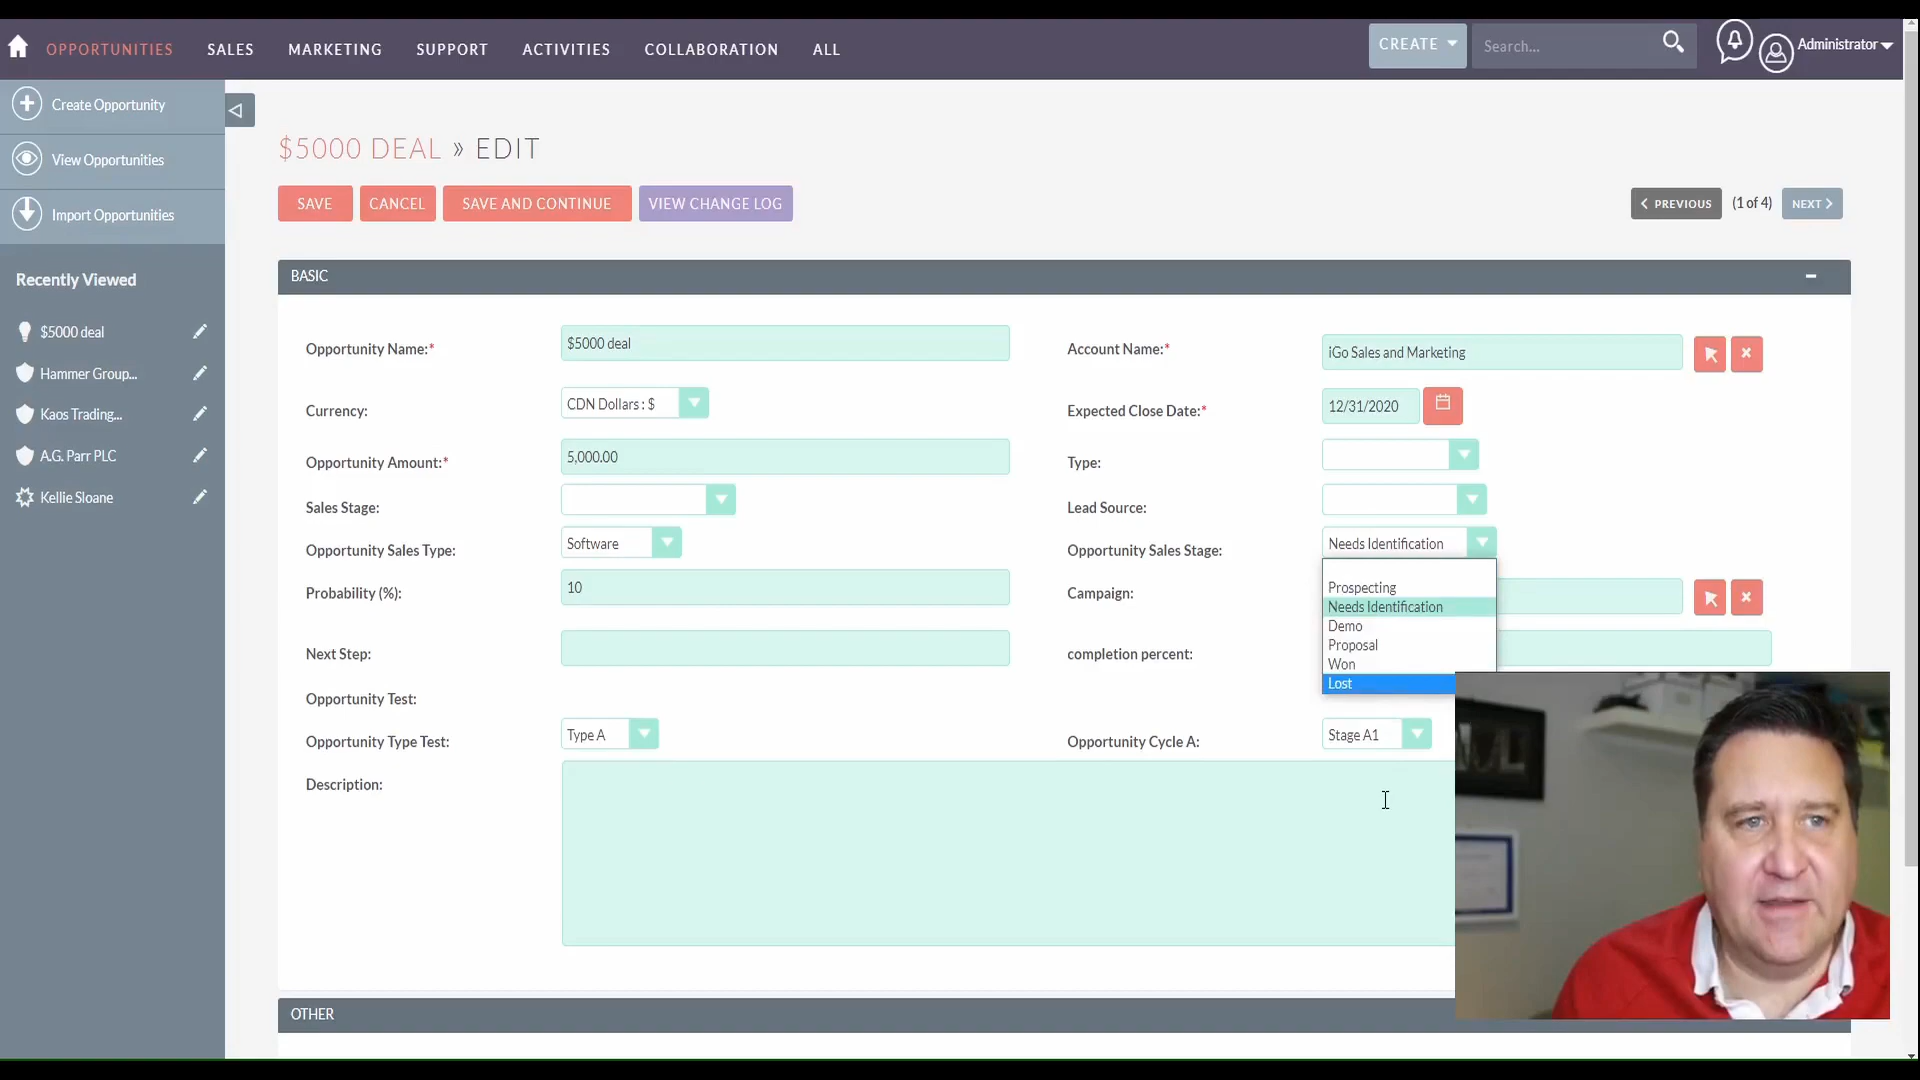 OPPORTUNITIES SALES MARKETING SUPPORT ACTIVITIES COLLABORATION ALL
CREATE
Search...
Administrator
Create Opportunity
View Opportunities
Import Opportunities
Recently Viewed
$5000 deal
Hammer Group...
Kaos Trading...
A.G. Parr PLC
Kellie Sloane
$5000 DEAL » EDIT
SAVE CANCEL SAVE AND CONTINUE VIEW CHANGE LOG
PREVIOUS (1 of 4) NEXT
BASIC
Opportunity Name:* $5000 deal
Account Name:* iGo Sales and Marketing
Currency: CDN Dollars : $
Expected Close Date:* 12/31/2020
Opportunity Amount:* 5,000.00
Type:
Sales Stage:
Lead Source:
Opportunity Sales Type: Software
Opportunity Sales Stage: Needs Identification
Prospecting
Needs Identification
Demo
Proposal
Won
Lost
Probability (%): 10
Campaign:
Next Step:
completion percent:
Opportunity Test:
Opportunity Type Test: Type A
Opportunity Cycle A: Stage A1
Description:
OTHER